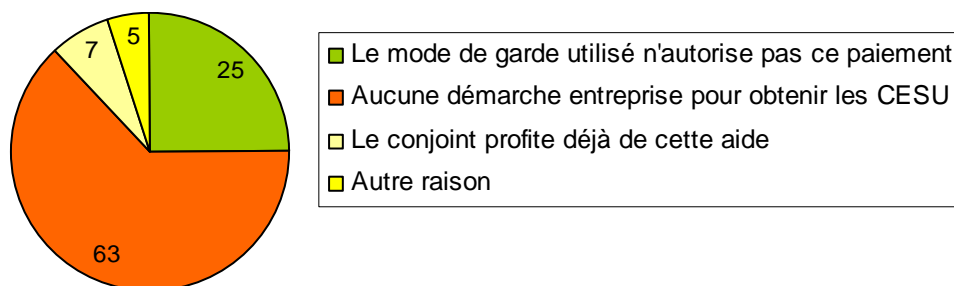 5
7
25
63
Le mode de garde utilisé n'autorise pas ce paiement
Aucune démarche entreprise pour obtenir les CESU
Le conjoint profite déjà de cette aide
Autre raison